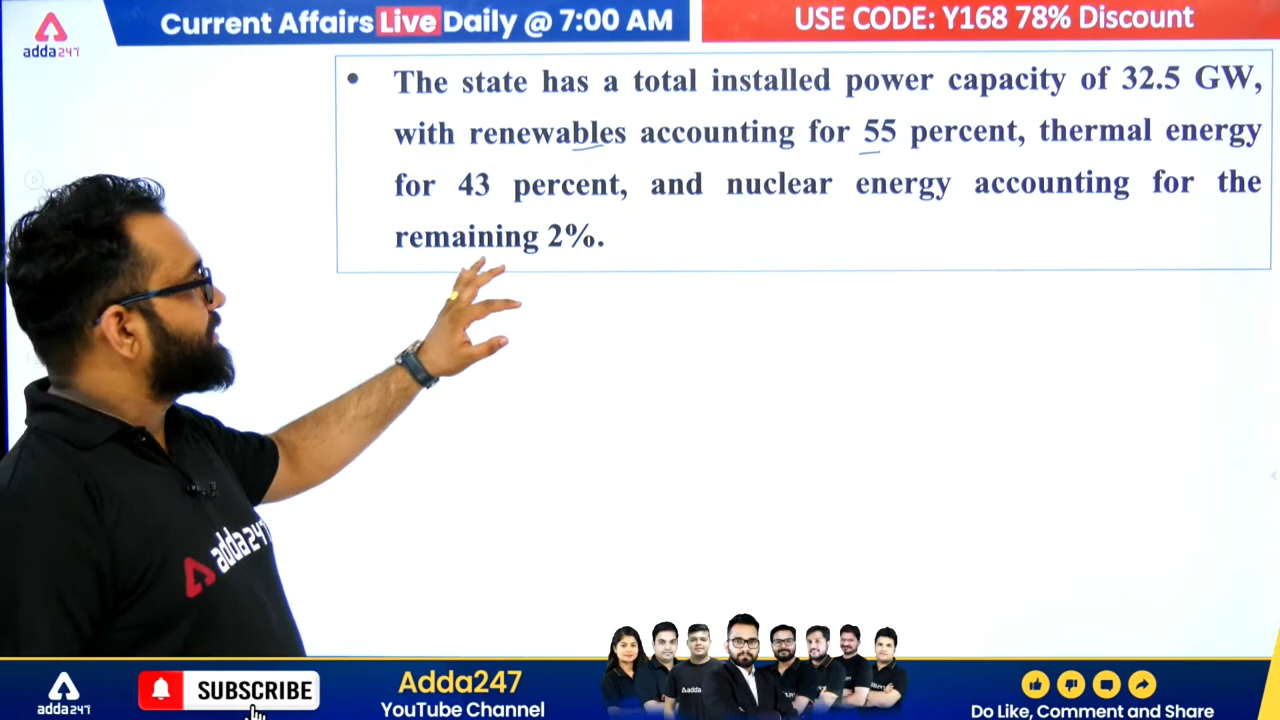 adda247
Current Affairs Live Daily @ 7:00 AM
USE CODE: Y168 78% Discount
• The state has a total installed power capacity of 32.5 GW,
with renewables accounting for 55 percent, thermal energy
for 43 percent, and nuclear energy accounting for the
remaining 2%.
adda247
adda247
SUBSCRIBE
Adda247
YouTube Channel
adda247
Do Like, Comment and Share